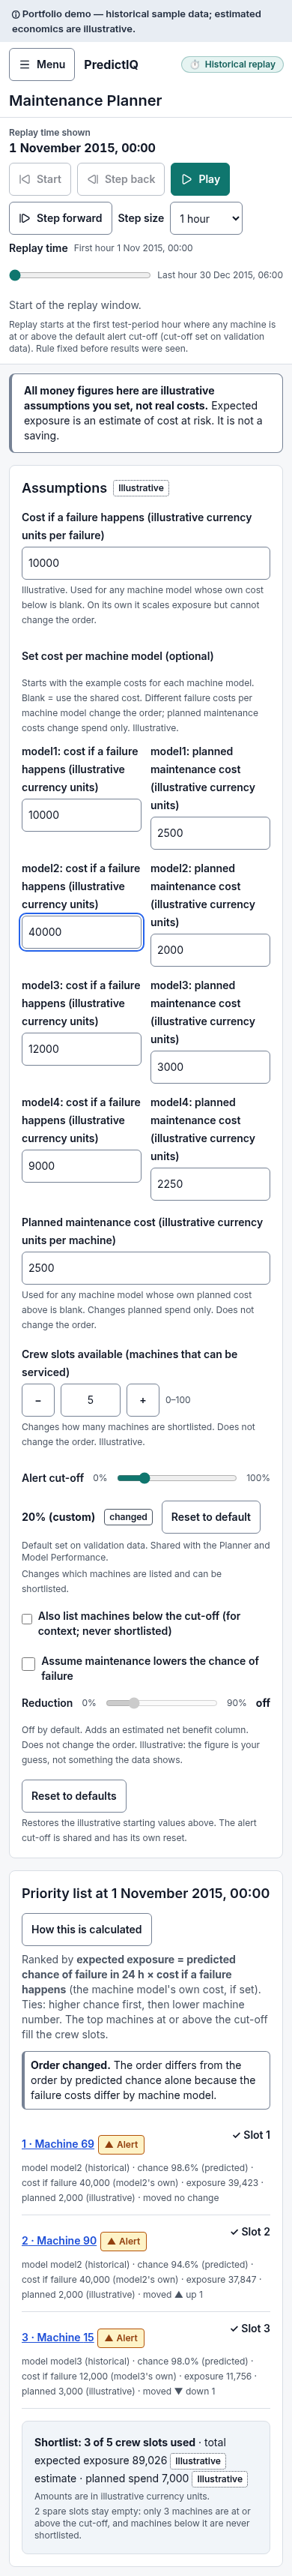 Portfolio demo — historical sample data; estimated
economics are illustrative.
Menu
PredictIQ
Historical replay
Maintenance Planner
Replay time shown
1 November 2015, 00:00
Start
Step back
Play
Step forward
Step size
1 hour
Replay time
First hour 1 Nov 2015, 00:00
Last hour 30 Dec 2015, 06:00
Start of the replay window.
Replay starts at the first test-period hour where any machine is
at or above the default alert cut-off (cut-off set on validation
data). Rule fixed before results were seen.
All money figures here are illustrative
assumptions you set, not real costs. Expected
exposure is an estimate of cost at risk. It is not a
saving.
Assumptions
Illustrative
Cost if a failure happens (illustrative currency
units per failure)
10000
Illustrative. Used for any machine model whose own cost
below is blank. On its own it scales exposure but cannot
change the order.
Set cost per machine model (optional)
Starts with the example costs for each machine model.
Blank = use the shared cost. Different failure costs per
machine model change the order; planned maintenance
costs change spend only. Illustrative.
model1: cost if a failure
happens (illustrative
currency units)
10000
model1: planned
maintenance cost
(illustrative currency
units)
2500
model2: cost if a failure
happens (illustrative
currency units)
40000
model2: planned
maintenance cost
(illustrative currency
units)
2000
model3: cost if a failure
happens (illustrative
currency units)
12000
model3: planned
maintenance cost
(illustrative currency
units)
3000
model4: cost if a failure
happens (illustrative
currency units)
9000
model4: planned
maintenance cost
(illustrative currency
units)
2250
Planned maintenance cost (illustrative currency
units per machine)
2500
Used for any machine model whose own planned cost
above is blank. Changes planned spend only. Does not
change the order.
Crew slots available (machines that can be
serviced)
−
5
+
0–100
Changes how many machines are shortlisted. Does not
change the order. Illustrative.
Alert cut-off
0%
100%
20% (custom)
changed
Reset to default
Default set on validation data. Shared with the Planner and
Model Performance.
Changes which machines are listed and can be
shortlisted.
Also list machines below the cut-off (for
context; never shortlisted)
Assume maintenance lowers the chance of
failure
Reduction
0%
90%
off
Off by default. Adds an estimated net benefit column.
Does not change the order. Illustrative: the figure is your
guess, not something the data shows.
Reset to defaults
Restores the illustrative starting values above. The alert
cut-off is shared and has its own reset.
Priority list at 1 November 2015, 00:00
How this is calculated
Ranked by expected exposure = predicted
chance of failure in 24 h × cost if a failure
happens (the machine model's own cost, if set).
Ties: higher chance first, then lower machine
number. The top machines at or above the cut-off
fill the crew slots.
Order changed. The order differs from the
order by predicted chance alone because the
failure costs differ by machine model.
✓ Slot 1
1 · Machine 69
▲ Alert
model model2 (historical) · chance 98.6% (predicted) ·
cost if failure 40,000 (model2's own) · exposure 39,423 ·
planned 2,000 (illustrative) · moved no change
✓ Slot 2
2 · Machine 90
▲ Alert
model model2 (historical) · chance 94.6% (predicted) ·
cost if failure 40,000 (model2's own) · exposure 37,847 ·
planned 2,000 (illustrative) · moved ▲ up 1
✓ Slot 3
3 · Machine 15
▲ Alert
model model3 (historical) · chance 98.0% (predicted) ·
cost if failure 12,000 (model3's own) · exposure 11,756 ·
planned 3,000 (illustrative) · moved ▼ down 1
Shortlist: 3 of 5 crew slots used · total
expected exposure 89,026 Illustrative
estimate · planned spend 7,000 Illustrative
Amounts are in illustrative currency units.
2 spare slots stay empty: only 3 machines are at or
above the cut-off, and machines below it are never
shortlisted.